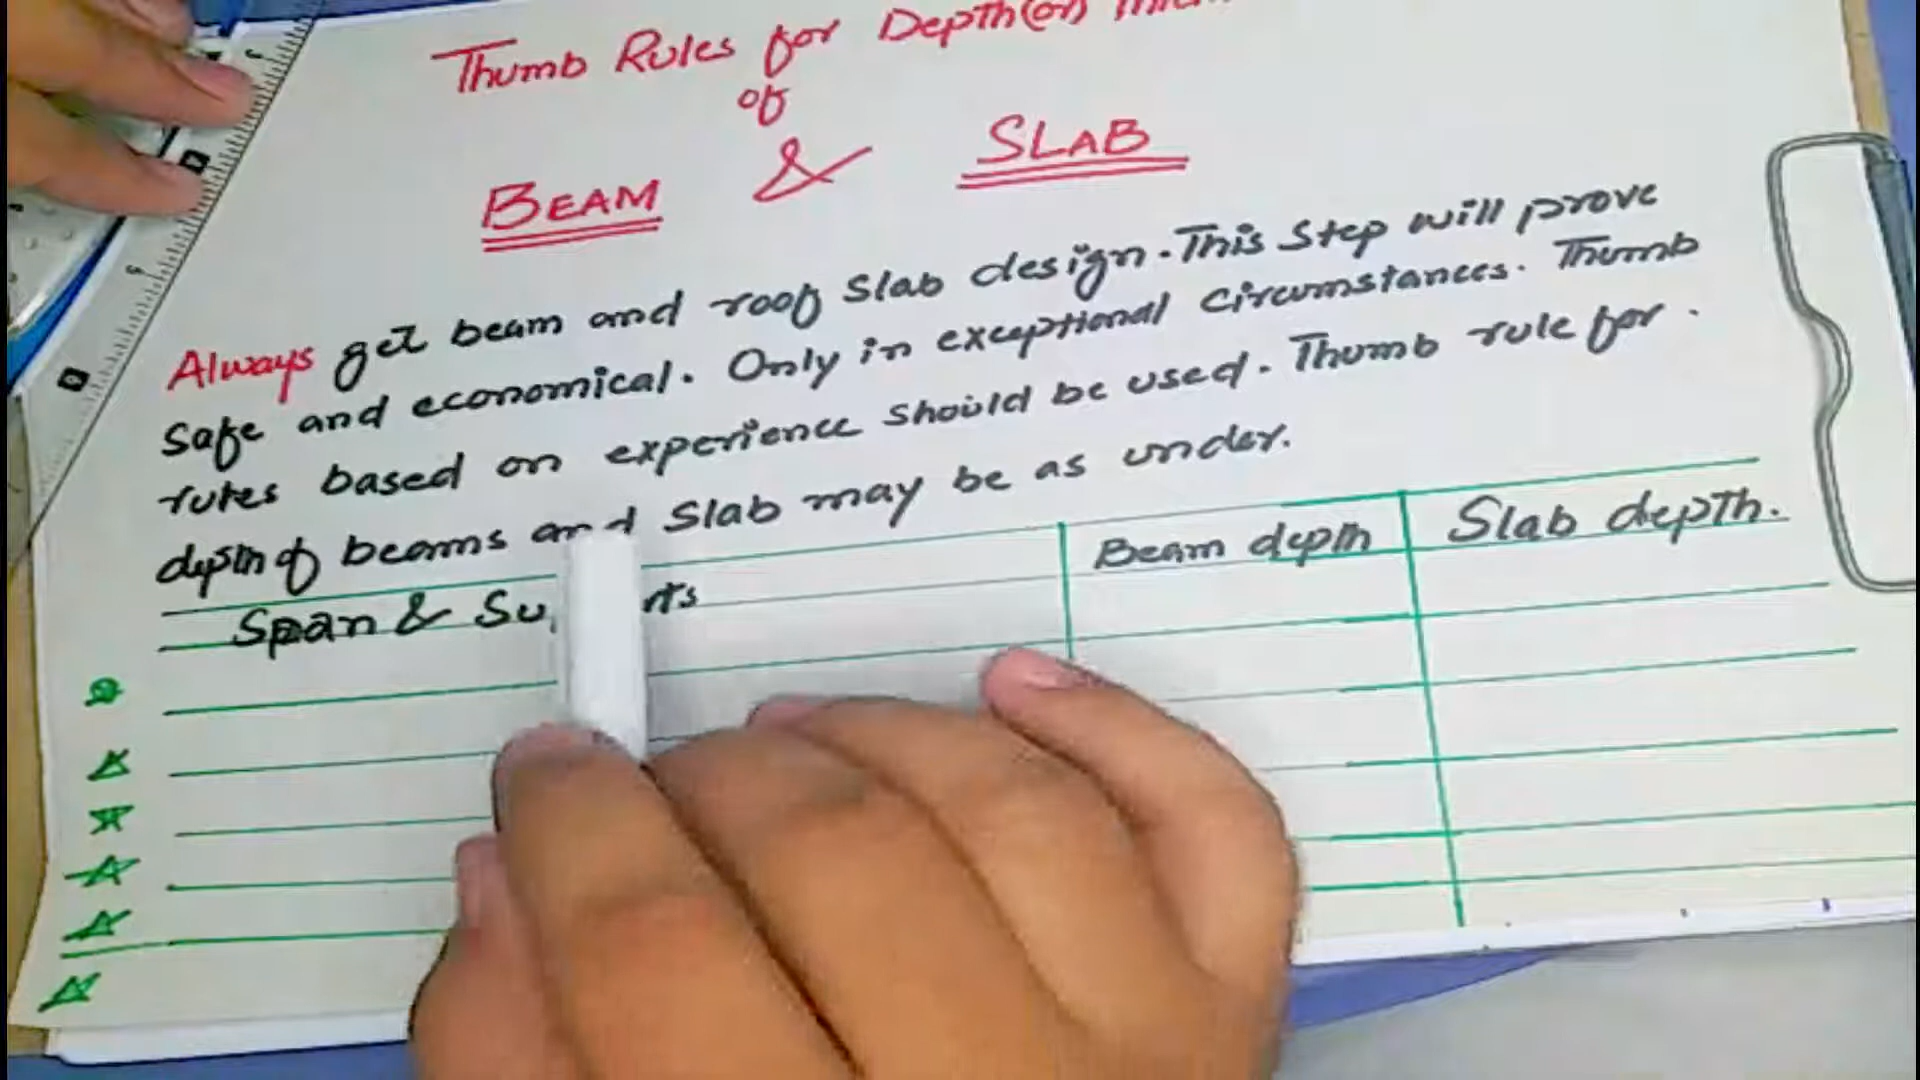 Thumb Rules for Depth(or)
of
BEAM & SLAB
Always get beam and roof slab design. This Step will prove
safe and economical. Only in exceptional circumstances. Thumb
rules based on experience should be used. Thumb rule for.
depth of beams and Slab may be as under.
Span & Beam depth Slab depth.